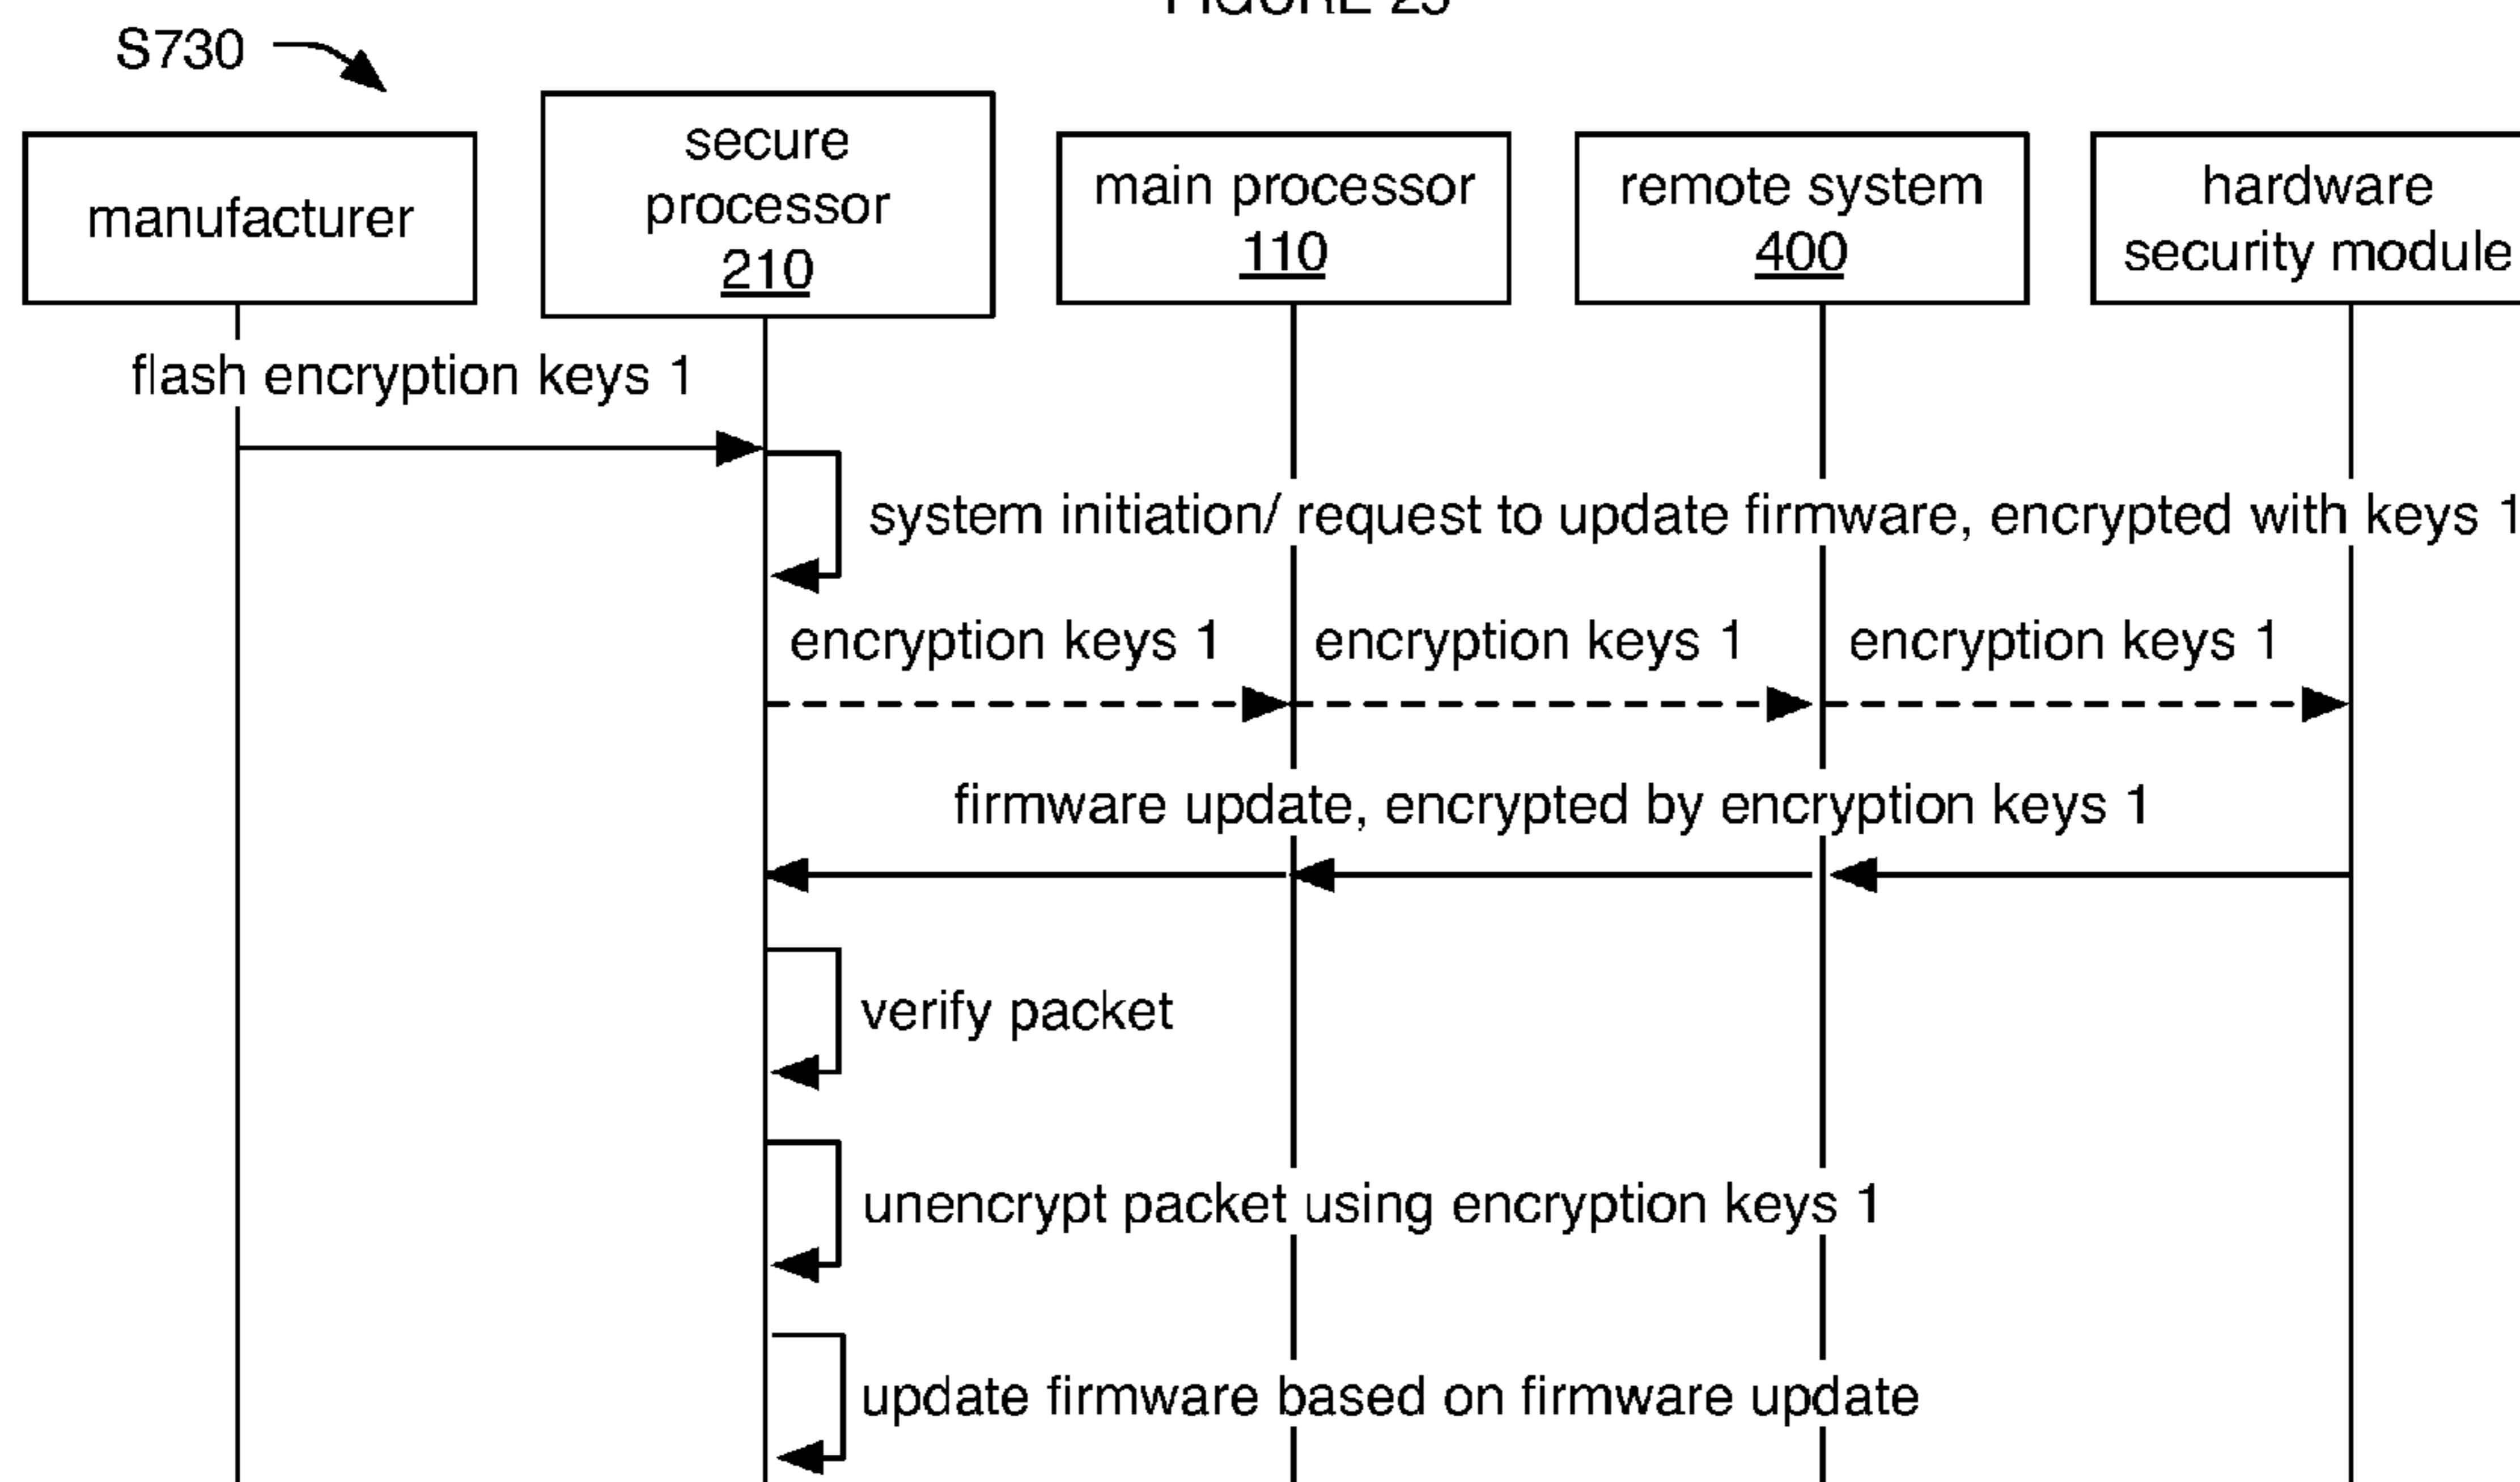 FIGURE 23
S730
manufacturer
secure
processor
210
main processor
110
remote system
400
hardware
security module
flash encryption keys 1
system initiation/ request to update firmware, encrypted with keys 1
encryption keys 1
encryption keys 1
encryption keys 1
firmware update, encrypted by encryption keys 1
verify packet
unencrypt packet using encryption keys 1
update firmware based on firmware update